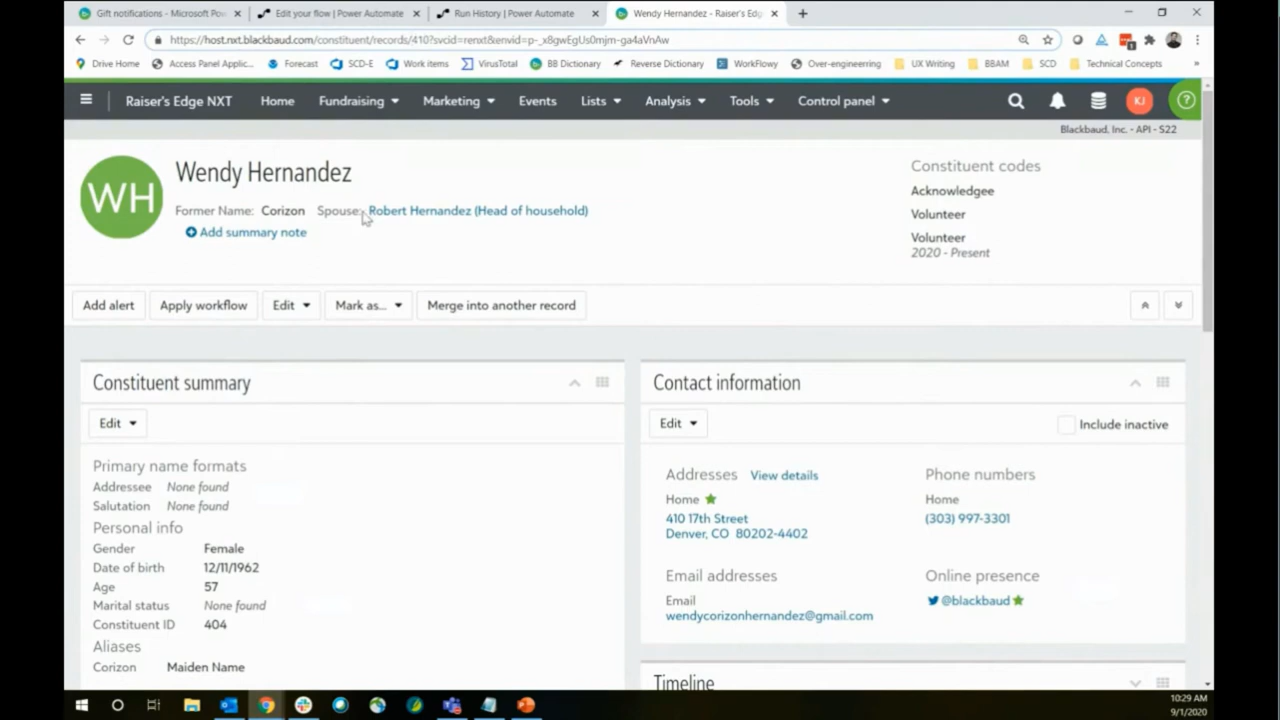 Gift notifications - Microsoft Pow
Edit your flow | Power Automate
Run History | Power Automate
Wendy Hernandez - Raiser's Edg
https://host.nxt.blackbaud.com/constituent/records/410?svcid=renxt&envid=p-_x8gwEgUs0mjm-ga4aVnAw
Drive Home
Access Panel Applic...
Forecast
SCD-E
Work items
VirusTotal
BB Dictionary
Reverse Dictionary
WorkFlowy
Over-engineering
UX Writing
BBAM
SCD
Technical Concepts
Raiser's Edge NXT
Home
Fundraising
Marketing
Events
Lists
Analysis
Tools
Control panel
KJ
Blackbaud, Inc. - API - S22
WH
Wendy Hernandez
Former Name: Corizon Spouse: Robert Hernandez (Head of household)
Add summary note
Constituent codes
Acknowledgee
Volunteer
Volunteer
2020 - Present
Add alert
Apply workflow
Edit
Mark as...
Merge into another record
Constituent summary
Edit
Primary name formats
Addressee None found
Salutation None found
Personal info
Gender Female
Date of birth 12/11/1962
Age 57
Marital status None found
Constituent ID 404
Aliases
Corizon Maiden Name
Contact information
Edit
Include inactive
Addresses View details
Home
410 17th Street
Denver, CO 80202-4402
Phone numbers
Home
(303) 997-3301
Email addresses
Email
wendycorizonhernandez@gmail.com
Online presence
@blackbaud
Timeline
10:29 AM
9/1/2020